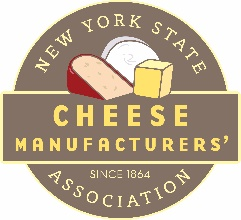 NEW YORK STATE
CHEESE
MANUFACTURERS'
SINCE 1864
ASSOCIATION